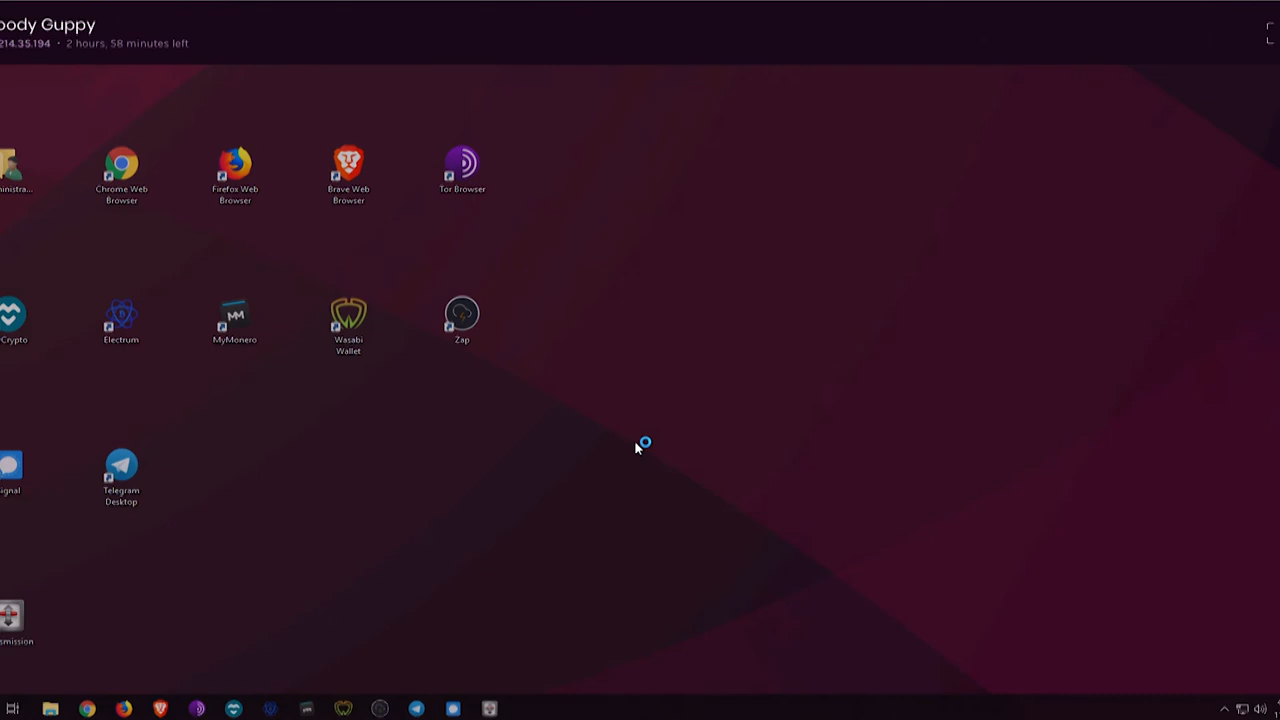 oody Guppy
214.35.194 · 2 hours, 58 minutes left
ministra...
Chrome Web
Browser
Firefox Web
Browser
Brave Web
Browser
Tor Browser
Crypto
Electrum
MyMonero
Wasabi
Wallet
Zap
ignal
Telegram
Desktop
smission